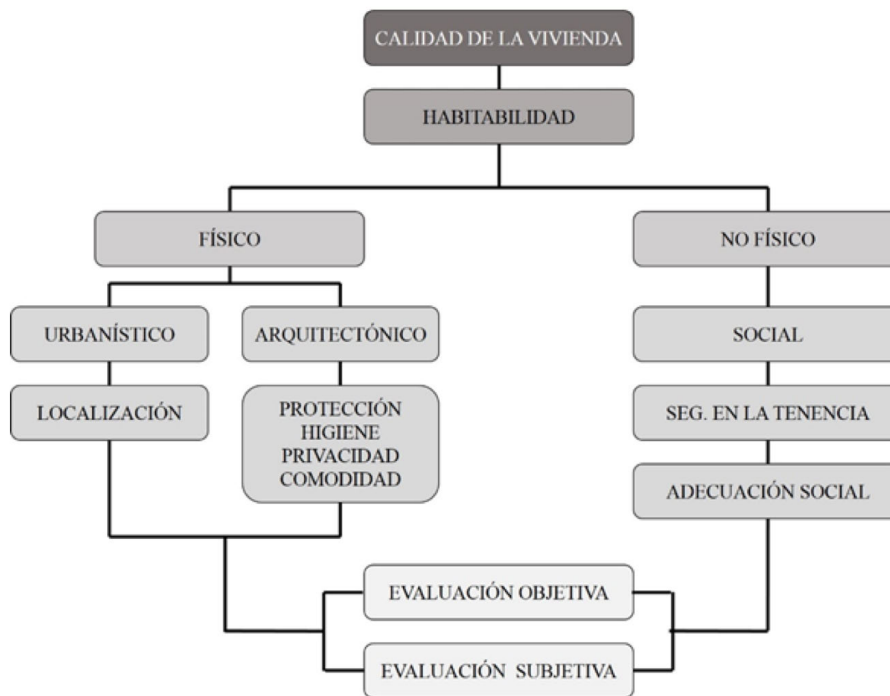 CALIDAD DE LA VIVIENDA
HABITABILIDAD
FÍSICO
NO FÍSICO
URBANÍSTICO
ARQUITECTÓNICO
SOCIAL
LOCALIZACIÓN
PROTECCIÓN
HIGIENE
PRIVACIDAD
COMODIDAD
SEG. EN LA TENENCIA
ADECUACIÓN SOCIAL
EVALUACIÓN OBJETIVA
EVALUACIÓN SUBJETIVA